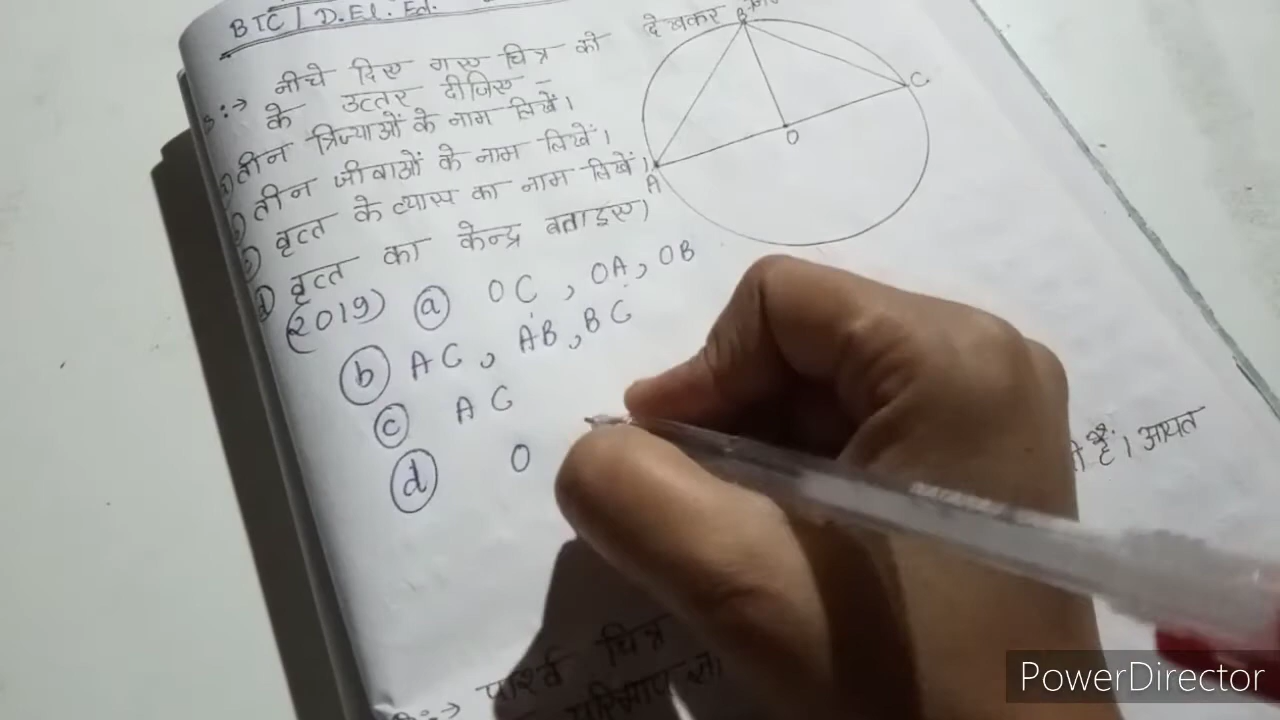 BTC / D.El.Ed.
नीचे दिए गए चित्र को देखकर
के उत्तर दीजिए -
तीन त्रिज्याओं के नाम लिखें।
तीन जीवाओं के नाम लिखें।
वृत्त के व्यास का नाम लिखें।
वृत्त का केन्द्र बताइए।
(2019) (a) OC, OA, OB
(b) AC, AB, BC
(c) AC
(d) O
B
C
O
A
हैं। आयत
पार्श्व चित्र
PowerDirector